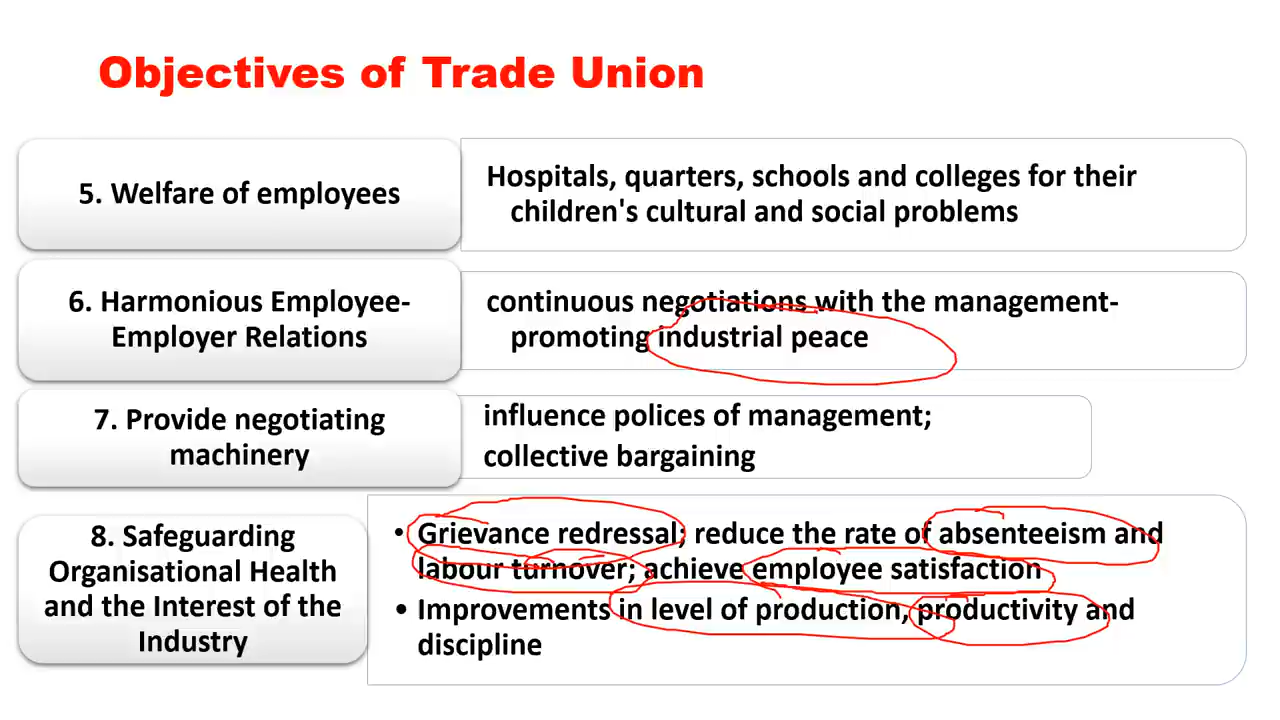 Objectives of Trade Union
5. Welfare of employees
Hospitals, quarters, schools and colleges for their
children's cultural and social problems
6. Harmonious Employee-
Employer Relations
continuous negotiations with the management-
promoting industrial peace
7. Provide negotiating
machinery
influence polices of management;
collective bargaining
8. Safeguarding
Organisational Health
and the Interest of the
Industry
• Grievance redressal; reduce the rate of absenteeism and
labour turnover; achieve employee satisfaction
• Improvements in level of production, productivity and
discipline